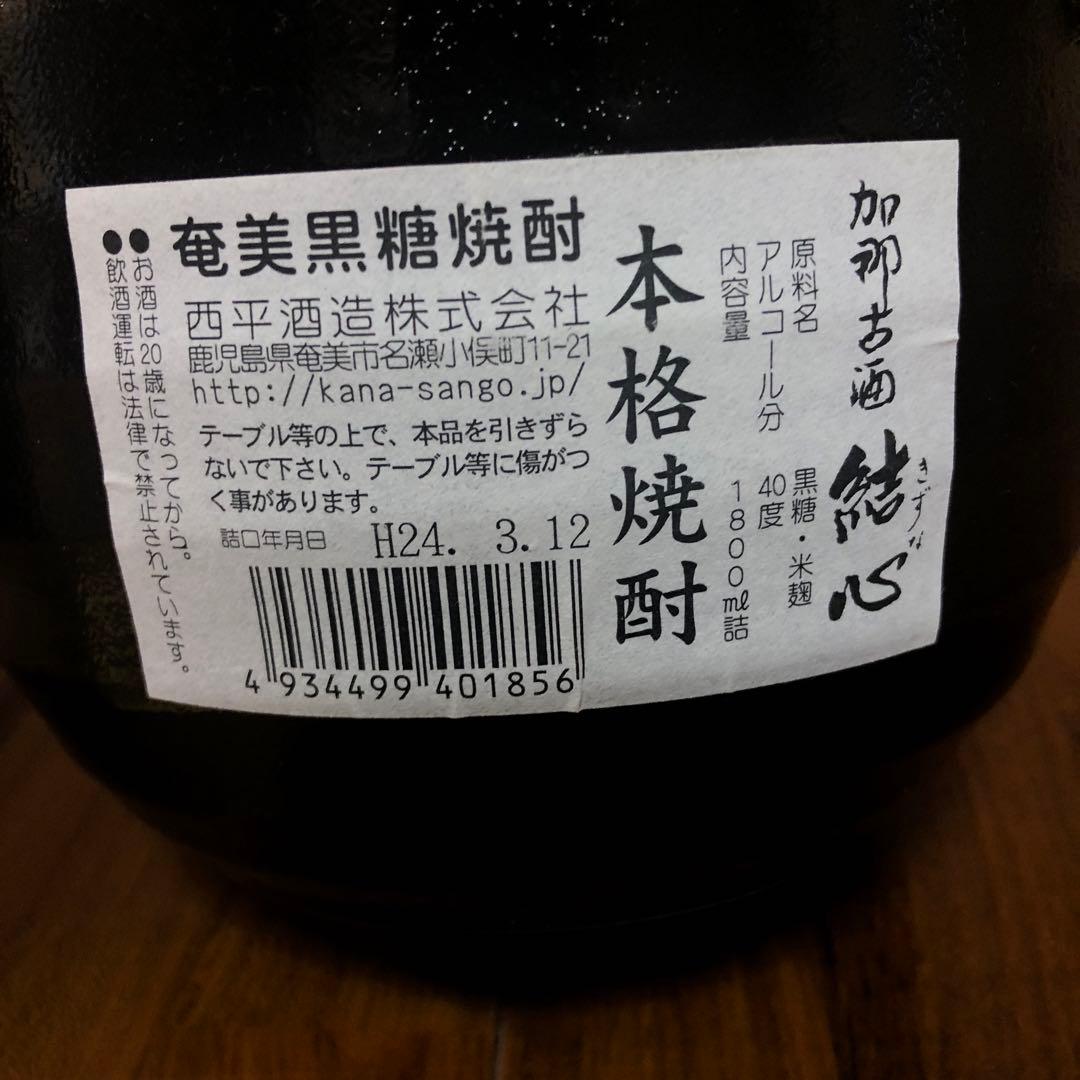 加那古酒 結心
きずな
原料名 黒糖・米麹
アルコール分 40度
内容量 1800㎖詰
本格焼酎
奄美黒糖焼酎
西平酒造株式会社
鹿児島県奄美市名瀬小俣町11-21
http://kana-sango.jp/
テーブル等の上で、本品を引きずら
ないで下さい。テーブル等に傷がつ
く事があります。
詰口年月日 H24. 3.12
4 934499 401856
●お酒は20歳になってから。
●飲酒運転は法律で禁止されています。